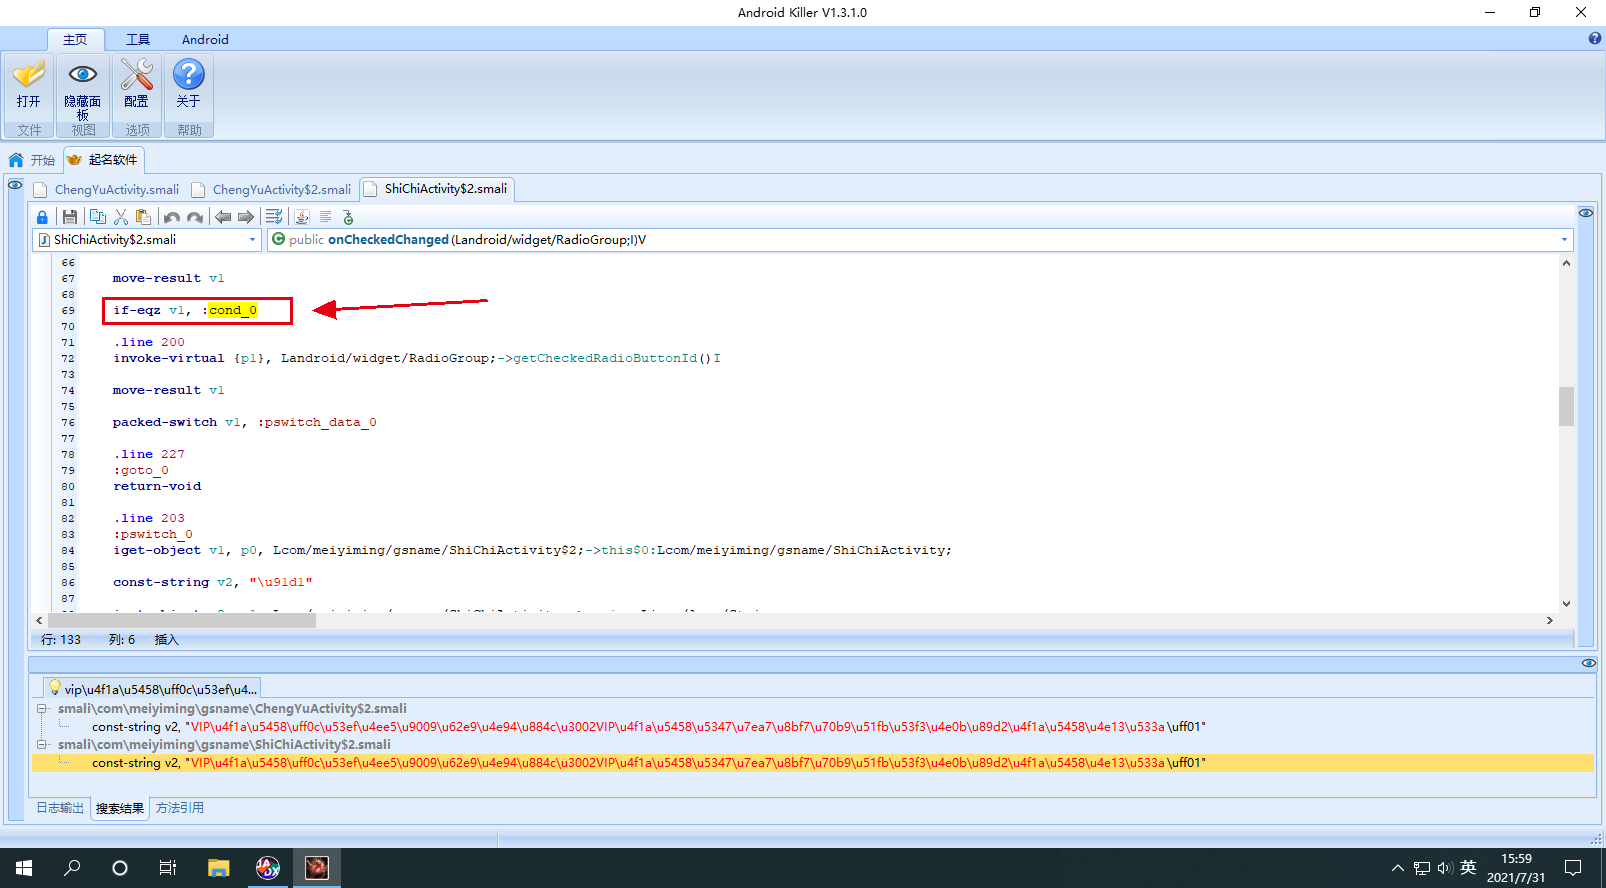 Android Killer V1.3.1.0
主页 工具 Android
打开 隐藏面板 配置 关于
文件 视图 选项 帮助
开始 起名软件
ChengYuActivity.smali ChengYuActivity$2.smali ShiChiActivity$2.smali
ShiChiActivity$2.smali public onCheckedChanged(Landroid/widget/RadioGroup;I)V
66
67 move-result v1
68
69 if-eqz v1, :cond_0
70
71 .line 200
72 invoke-virtual {p1}, Landroid/widget/RadioGroup;->getCheckedRadioButtonId()I
73
74 move-result v1
75
76 packed-switch v1, :pswitch_data_0
77
78 .line 227
79 :goto_0
80 return-void
81
82 .line 203
83 :pswitch_0
84 iget-object v1, p0, Lcom/meiyiming/gsname/ShiChiActivity$2;->this$0:Lcom/meiyiming/gsname/ShiChiActivity;
85
86 const-string v2, "\u91d1"
87
行: 133 列: 6 插入
vip\u4f1a\u5458\uff0c\u53ef\u4...
smali\com\meiyiming\gsname\ChengYuActivity$2.smali
const-string v2, "VIP\u4f1a\u5458\uff0c\u53ef\u4ee5\u9009\u62e9\u4e94\u884c\u3002VIP\u4f1a\u5458\u5347\u7ea7\u8bf7\u70b9\u51fb\u53f3\u4e0b\u89d2\u4f1a\u5458\u4e13\u533a\uff01"
smali\com\meiyiming\gsname\ShiChiActivity$2.smali
const-string v2, "VIP\u4f1a\u5458\uff0c\u53ef\u4ee5\u9009\u62e9\u4e94\u884c\u3002VIP\u4f1a\u5458\u5347\u7ea7\u8bf7\u70b9\u51fb\u53f3\u4e0b\u89d2\u4f1a\u5458\u4e13\u533a\uff01"
日志输出 搜索结果 方法引用
英 15:59
2021/7/31